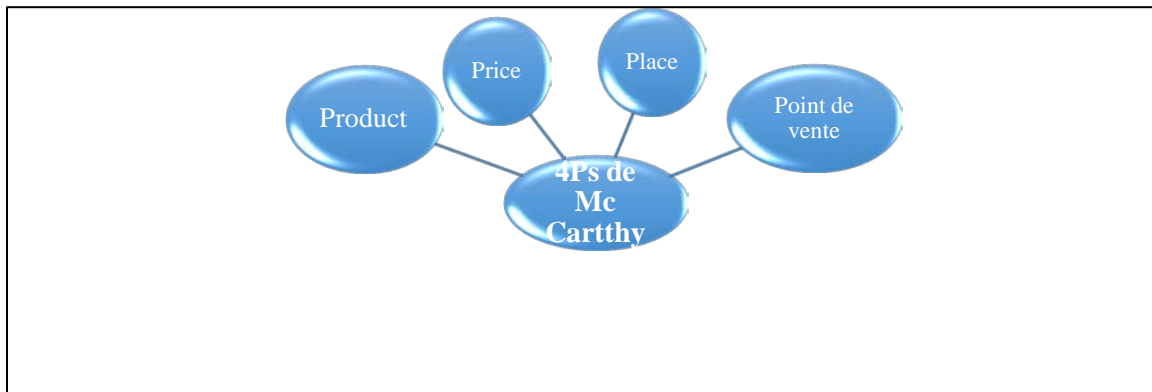 Product
Price
Place
Point de
vente
4Ps de
Mc
Cartthy